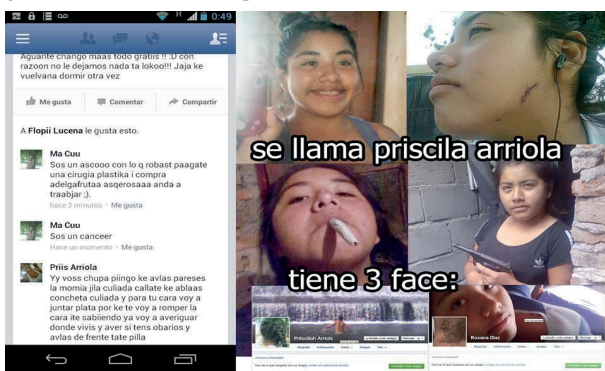 H 0:49
Aguante chango maas todo gratiis !! :D con
razoon no le dejamos nada ta lokoo!!! Jaja ke
vuelvana dormir otra vez
Me gusta Comentar Compartir
A Flopii Lucena le gusta esto.
Ma Cuu
Sos un ascooo con lo q robast paagate
una cirugia plastika i compra
adelgafrutaa asqerosaaa anda a
traabjar ;).
hace 2 minutos · Me gusta
Ma Cuu
Sos un canceer
Hace un momento · Me gusta
Priis Arriola
Yy voss chupa piingo ke avlas pareses
la momia jila culiada callate ke ablaas
concheta culiada y para tu cara voy a
juntar plata por ke te voy a romper la
cara ite sabiiendo ya voy a averiguar
donde vivis y aver si tens obarios y
avlas de frente tate pilla
se llama priscila arriola
tiene 3 face:
Priiscilaah Arriola
Roxana Diaz